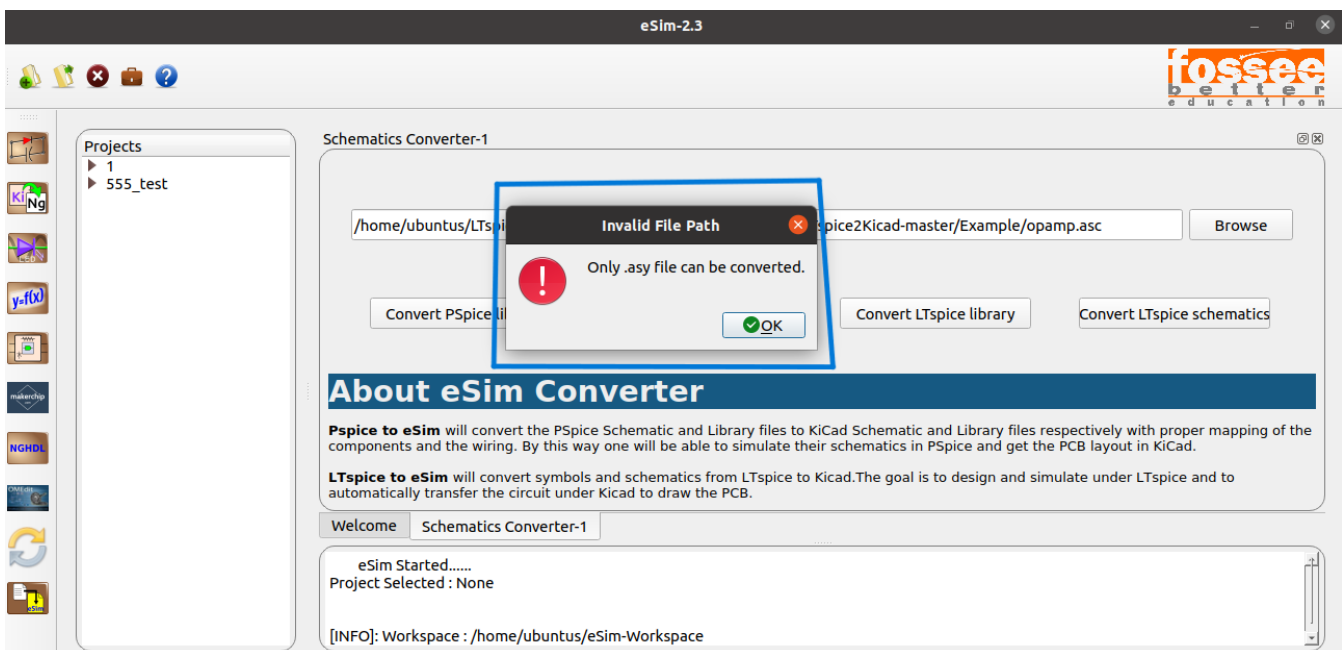 eSim-2.3
fossee
better
education
Projects
1
555_test
Schematics Converter-1
/home/ubuntus/LTspi
spice2Kicad-master/Example/opamp.asc
Browse
Invalid File Path
Only .asy file can be converted.
OK
Convert PSpice li
Convert LTspice library
Convert LTspice schematics
About eSim Converter
Pspice to eSim will convert the PSpice Schematic and Library files to KiCad Schematic and Library files respectively with proper mapping of the
components and the wiring. By this way one will be able to simulate their schematics in PSpice and get the PCB layout in KiCad.
LTspice to eSim will convert symbols and schematics from LTspice to Kicad.The goal is to design and simulate under LTspice and to
automatically transfer the circuit under Kicad to draw the PCB.
Welcome
Schematics Converter-1
eSim Started......
Project Selected : None
[INFO]: Workspace : /home/ubuntus/eSim-Workspace
Ki
Ng
y=f(x)
makerchip
NGHDL
eSim